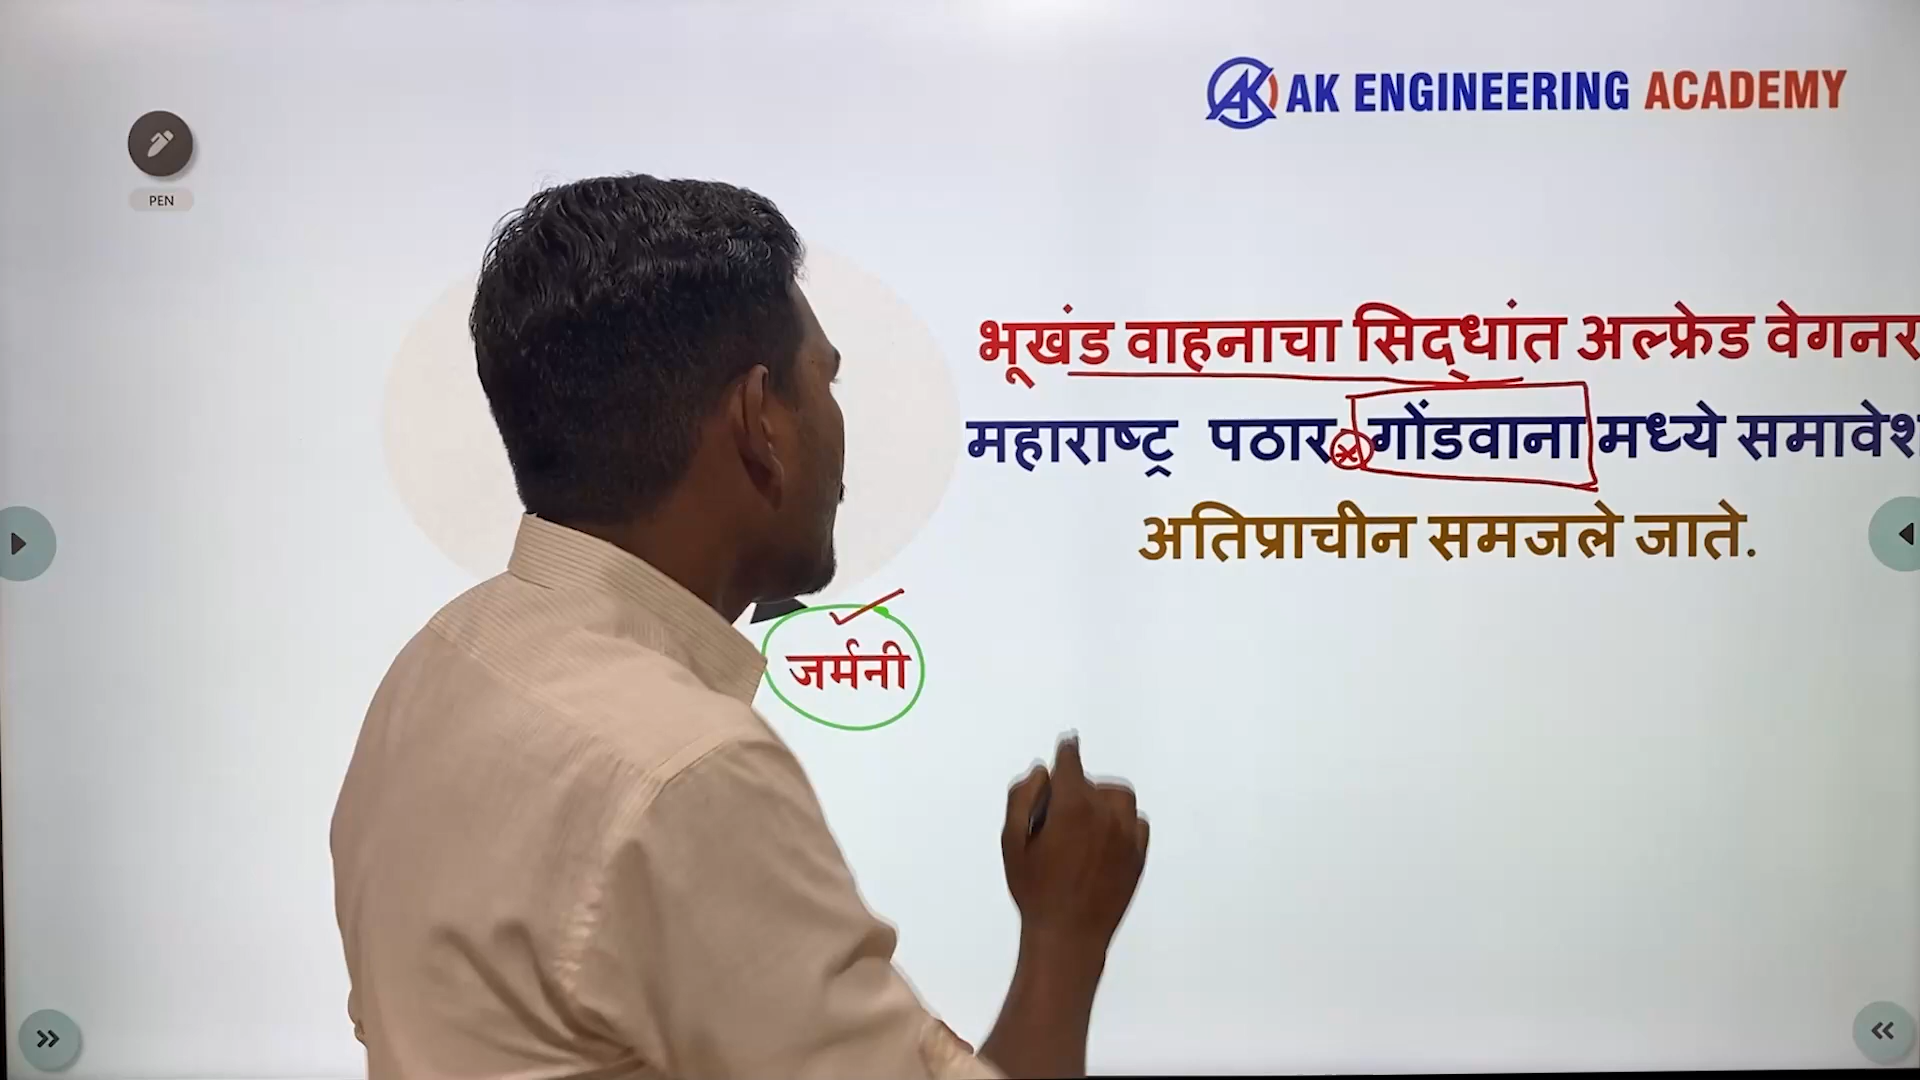 AK ENGINEERING ACADEMY
PEN
भूखंड वाहनाचा सिद्धांत अल्फ्रेड वेगनर
महाराष्ट्र पठार गोंडवाना मध्ये समावेश
अतिप्राचीन समजले जाते.
जर्मनी